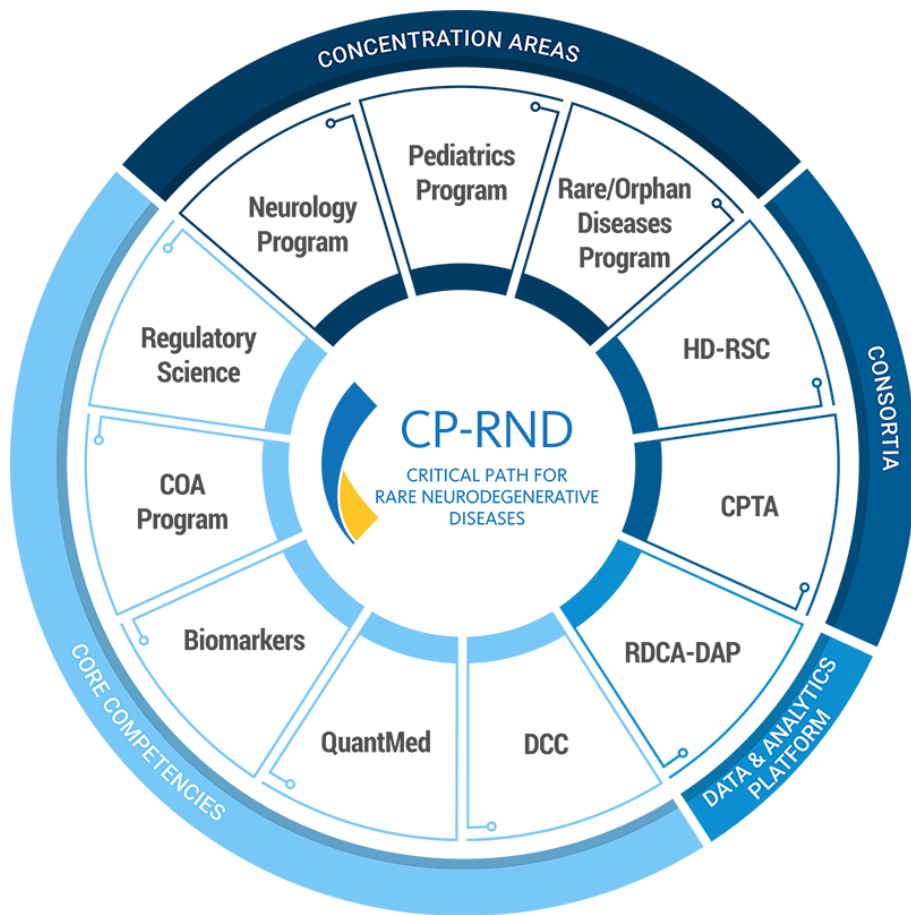 CONCENTRATION AREAS
Neurology
Program
Pediatrics
Program
Rare/Orphan
Diseases
Program
CONSORTIA
HD-RSC
CPTA
DATA & ANALYTICS
PLATFORM
RDCA-DAP
CORE COMPETENCIES
DCC
QuantMed
Biomarkers
COA
Program
Regulatory
Science
CP-RND
CRITICAL PATH FOR
RARE NEURODEGENERATIVE
DISEASES